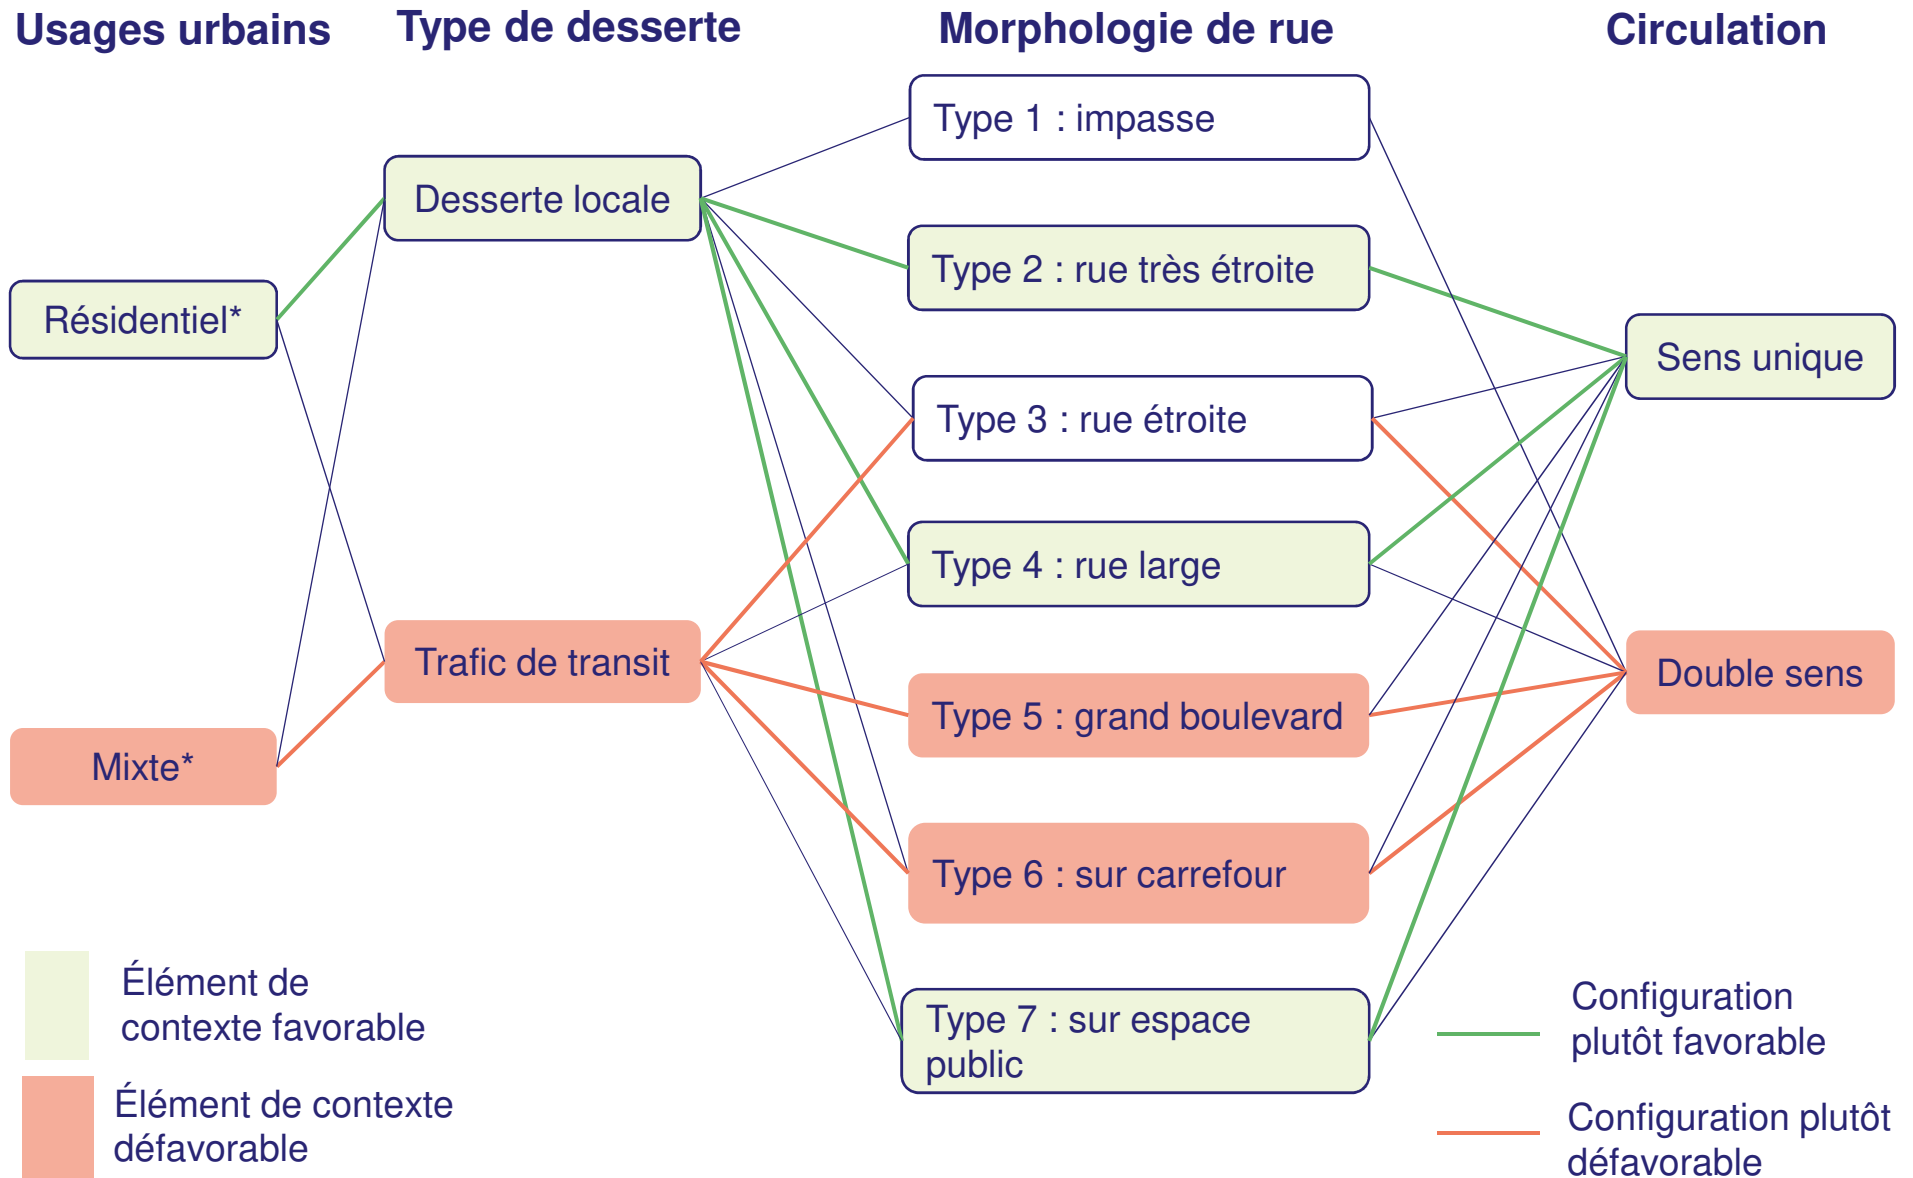 Usages urbains
Type de desserte
Morphologie de rue
Circulation
Résidentiel*
Mixte*
Desserte locale
Trafic de transit
Type 1 : impasse
Type 2 : rue très étroite
Type 3 : rue étroite
Type 4 : rue large
Type 5 : grand boulevard
Type 6 : sur carrefour
Type 7 : sur espace
public
Sens unique
Double sens
Élément de
contexte favorable
Élément de contexte
défavorable
Configuration
plutôt favorable
Configuration plutôt
défavorable